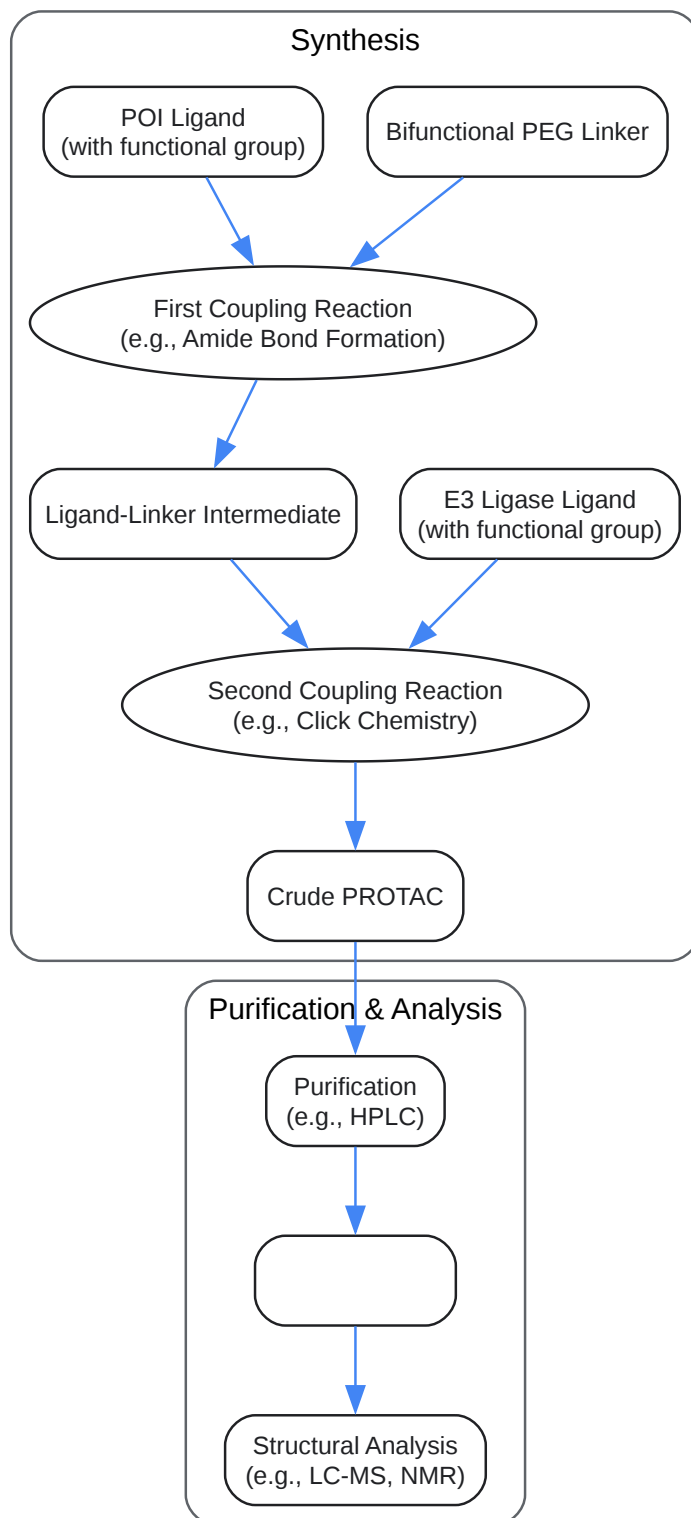 Synthesis
POI Ligand
(with functional group)
Bifunctional PEG Linker
First Coupling Reaction
(e.g., Amide Bond Formation)
Ligand-Linker Intermediate
E3 Ligase Ligand
(with functional group)
Second Coupling Reaction
(e.g., Click Chemistry)
Crude PROTAC
Purification & Analysis
Purification
(e.g., HPLC)
Structural Analysis
(e.g., LC-MS, NMR)